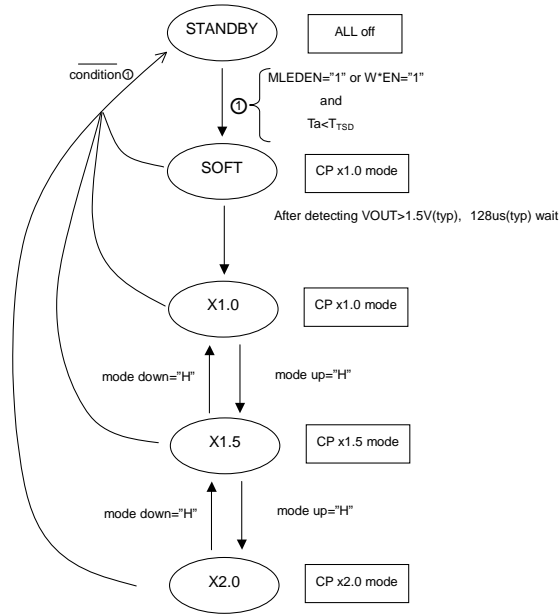 STANDBY
ALL off
condition①
①
MLEDEN="1" or W*EN="1"
and
Ta<TTSD
SOFT
CP x1.0 mode
After detecting VOUT>1.5V(typ), 128us(typ) wait
X1.0
CP x1.0 mode
mode down="H"
mode up="H"
X1.5
CP x1.5 mode
mode down="H"
mode up="H"
X2.0
CP x2.0 mode